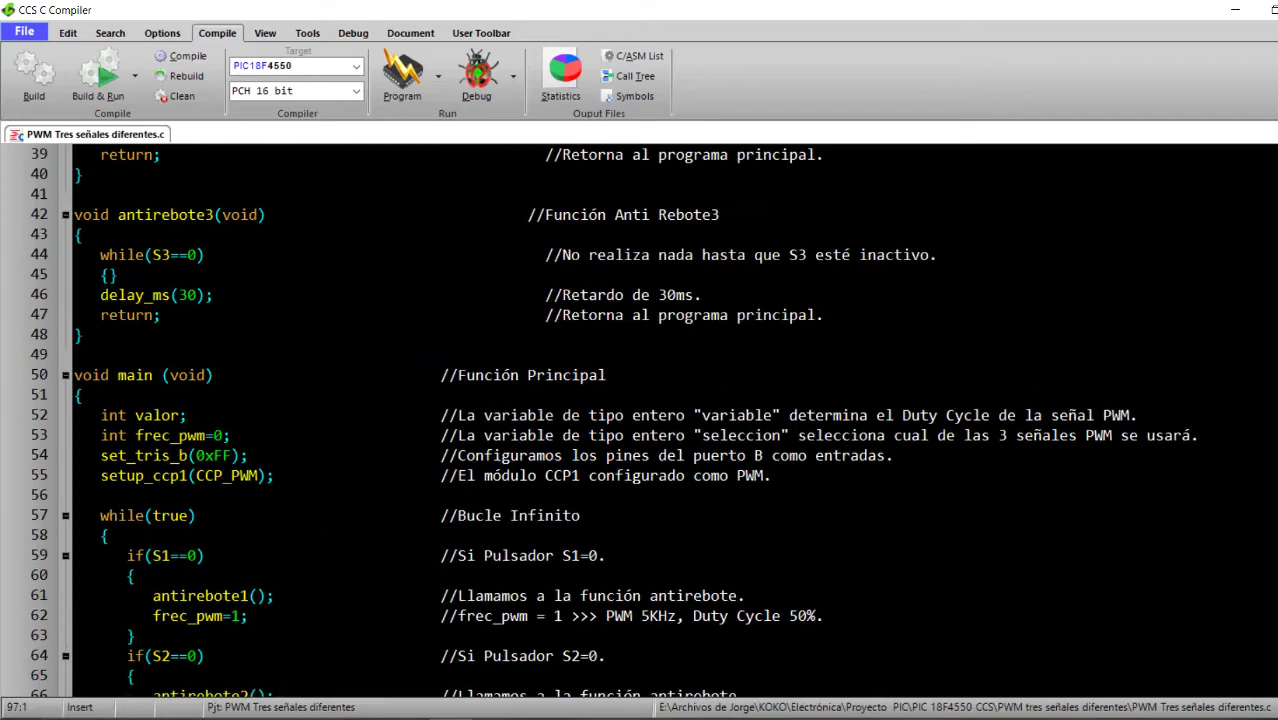 CCS C Compiler
File Edit Search Options Compile View Tools Debug Document User Toolbar
Target
Compile C/ASM List
PIC18F4550
Rebuild Call Tree
PCH 16 bit
Build Build & Run Clean Program Debug Statistics Symbols
Compile Compiler Run Ouput Files
PWM Tres señales diferentes.c
39 return; //Retorna al programa principal.
40 }
41
42 void antirebote3(void) //Función Anti Rebote3
43 {
44 while(S3==0) //No realiza nada hasta que S3 esté inactivo.
45 {}
46 delay_ms(30); //Retardo de 30ms.
47 return; //Retorna al programa principal.
48 }
49
50 void main (void) //Función Principal
51 {
52 int valor; //La variable de tipo entero "variable" determina el Duty Cycle de la señal PWM.
53 int frec_pwm=0; //La variable de tipo entero "seleccion" selecciona cual de las 3 señales PWM se usará.
54 set_tris_b(0xFF); //Configuramos los pines del puerto B como entradas.
55 setup_ccp1(CCP_PWM); //El módulo CCP1 configurado como PWM.
56
57 while(true) //Bucle Infinito
58 {
59 if(S1==0) //Si Pulsador S1=0.
60 {
61 antirebote1(); //Llamamos a la función antirebote.
62 frec_pwm=1; //frec_pwm = 1 >>> PWM 5KHz, Duty Cycle 50%.
63 }
64 if(S2==0) //Si Pulsador S2=0.
65 {
66 antirebote2(); //Llamamos a la función antirebote
97:1 Insert Pjt: PWM Tres señales diferentes E:\Archivos de Jorge\KOKO\Electrónica\Proyecto PIC\PIC 18F4550 CCS\PWM tres diferentes\PWM Tres señales diferentes.c